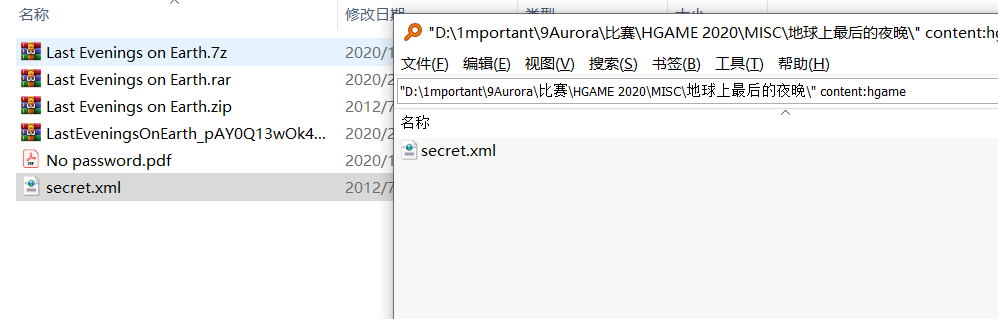 名称
修改日期
类型
大小
Last Evenings on Earth.7z
2020/1
Last Evenings on Earth.rar
2020/2
Last Evenings on Earth.zip
2012/7
LastEveningsOnEarth_pAY0Q13wOk4...
2020/2
No password.pdf
2020/1
secret.xml
2012/7
"D:\1mportant\9Aurora\比赛\HGAME 2020\MISC\地球上最后的夜晚\" content:hg
文件(F) 编辑(E) 视图(V) 搜索(S) 书签(B) 工具(T) 帮助(H)
"D:\1mportant\9Aurora\比赛\HGAME 2020\MISC\地球上最后的夜晚\" content:hgame
名称
secret.xml